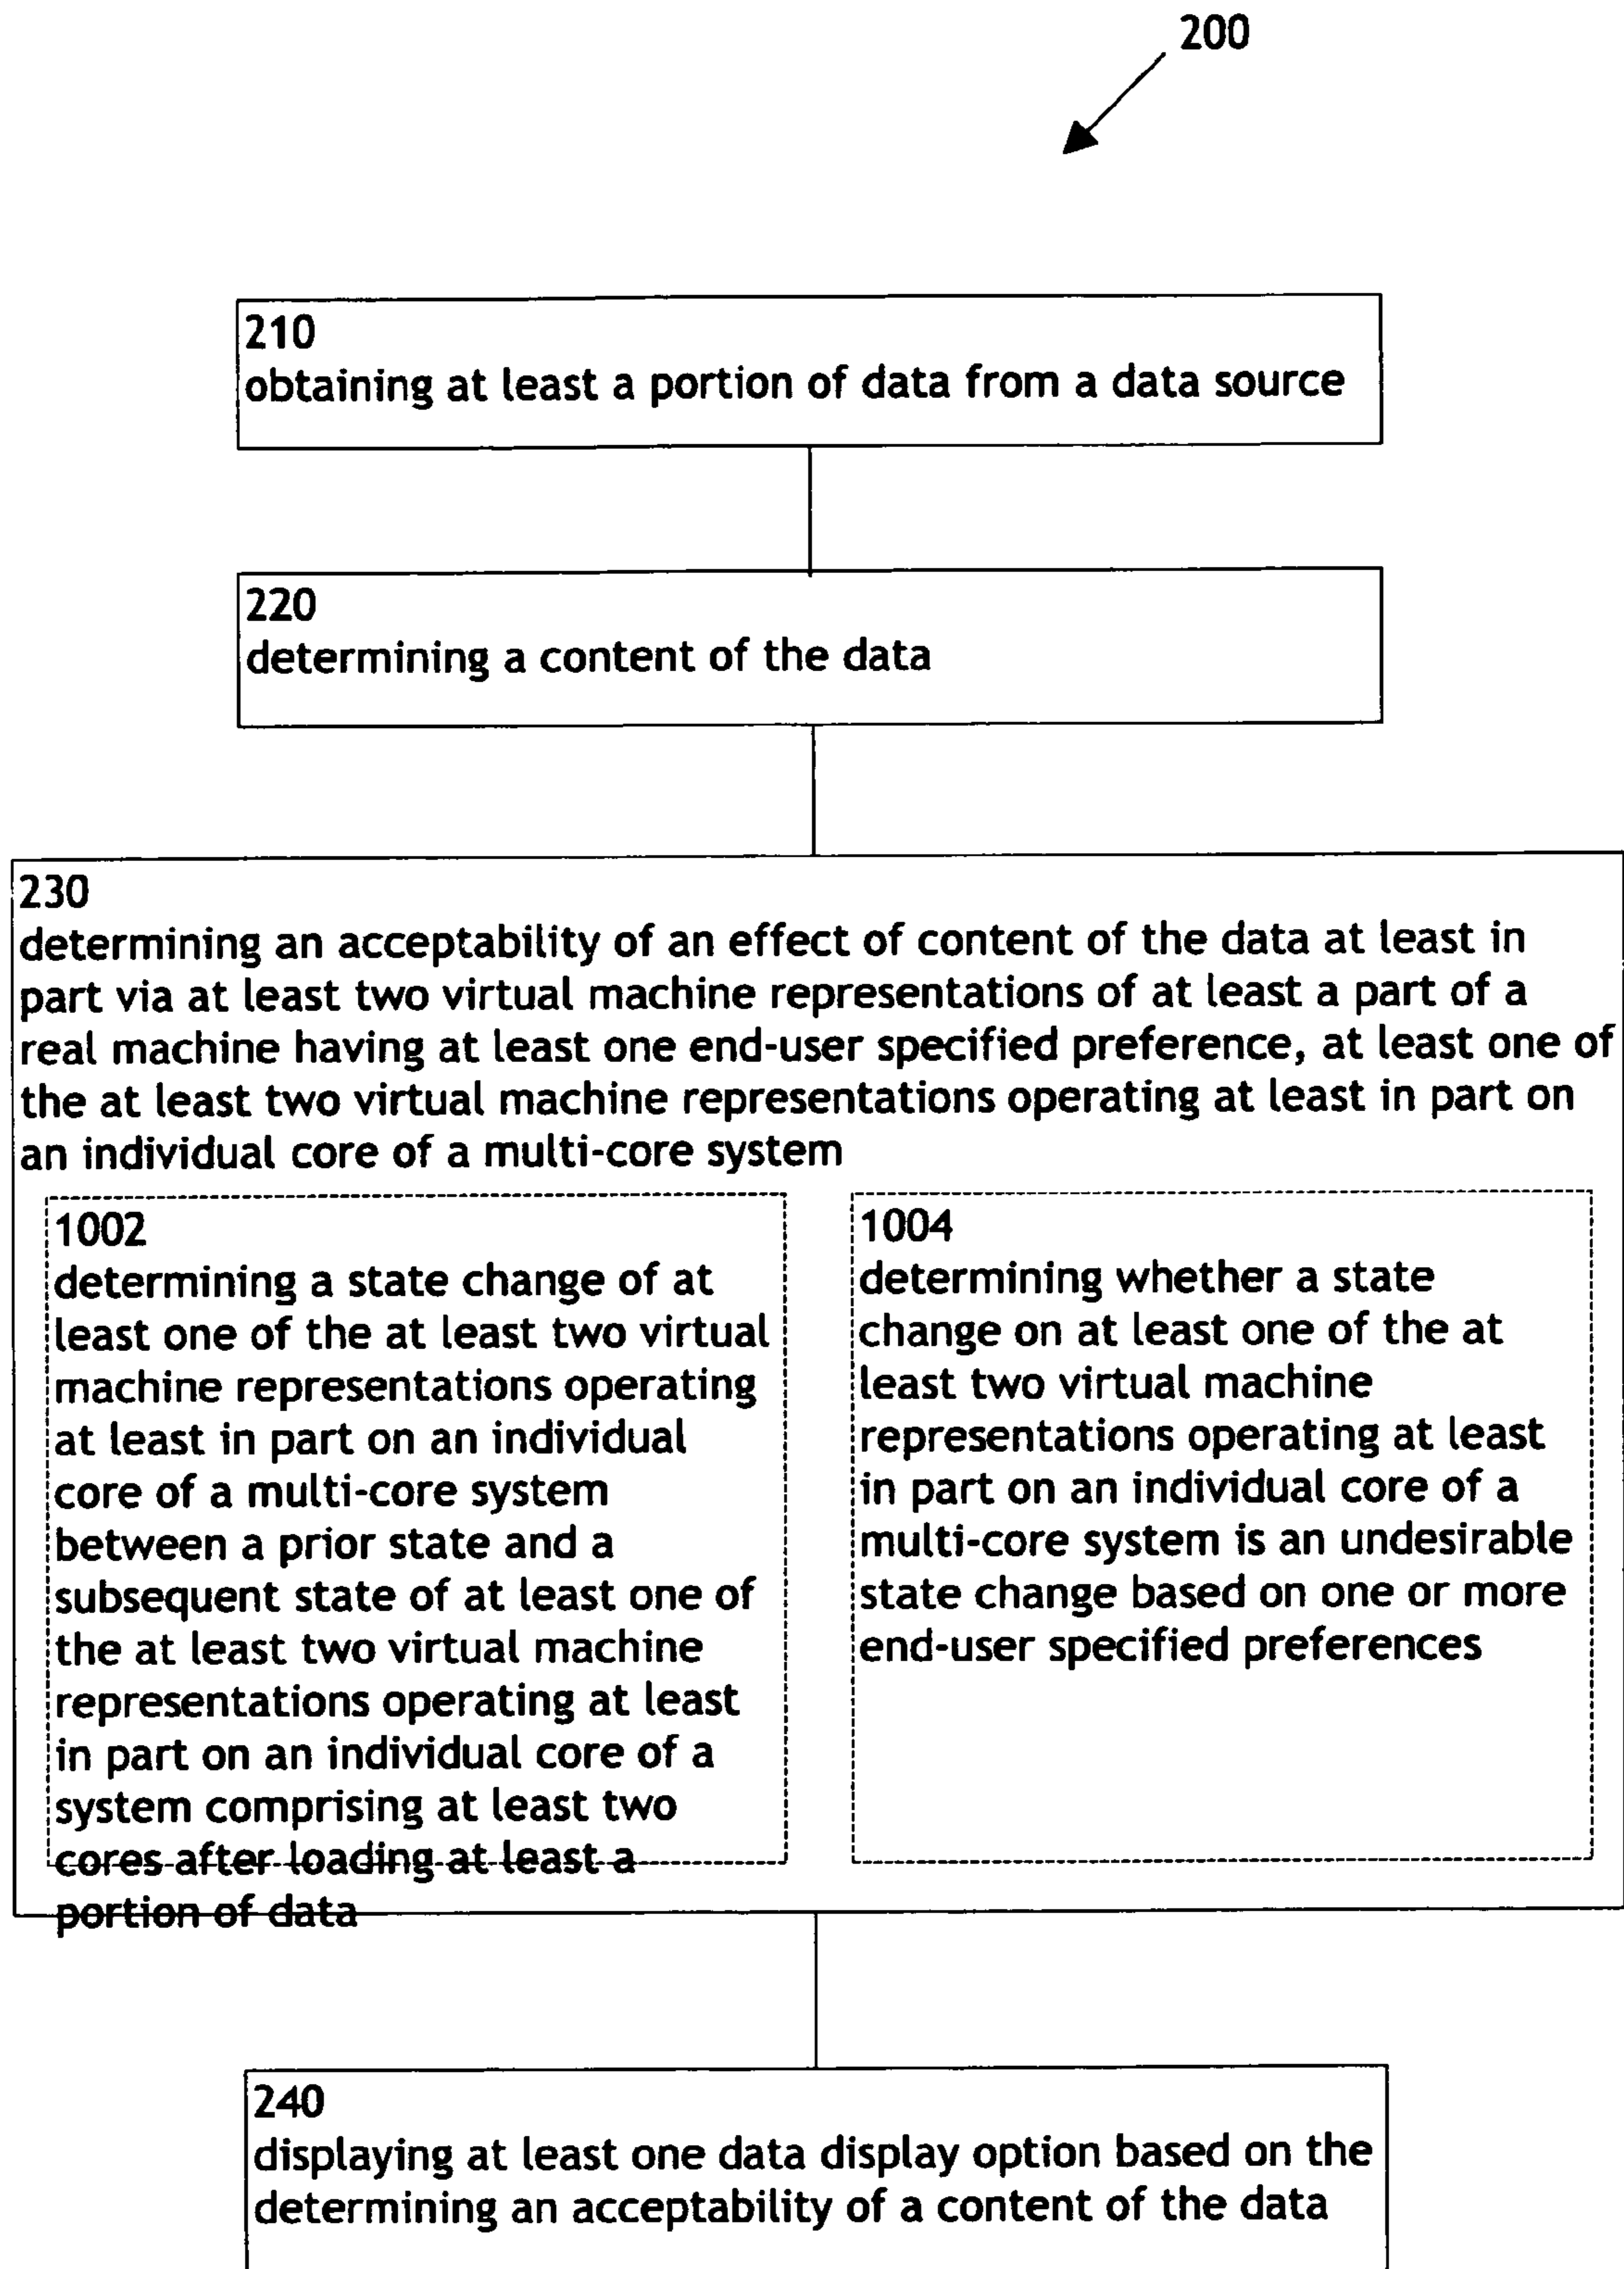 200
210
obtaining at least a portion of data from a data source
220
determining a content of the data
230
determining an acceptability of an effect of content of the data at least in
part via at least two virtual machine representations of at least a part of a
real machine having at least one end-user specified preference, at least one of
the at least two virtual machine representations operating at least in part on
an individual core of a multi-core system
1002
determining a state change of at
least one of the at least two virtual
machine representations operating
at least in part on an individual
core of a multi-core system
between a prior state and a
subsequent state of at least one of
the at least two virtual machine
representations operating at least
in part on an individual core of a
system comprising at least two
cores after loading at least a
portion of data
1004
determining whether a state
change on at least one of the at
least two virtual machine
representations operating at least
in part on an individual core of a
multi-core system is an undesirable
state change based on one or more
end-user specified preferences
240
displaying at least one data display option based on the
determining an acceptability of a content of the data